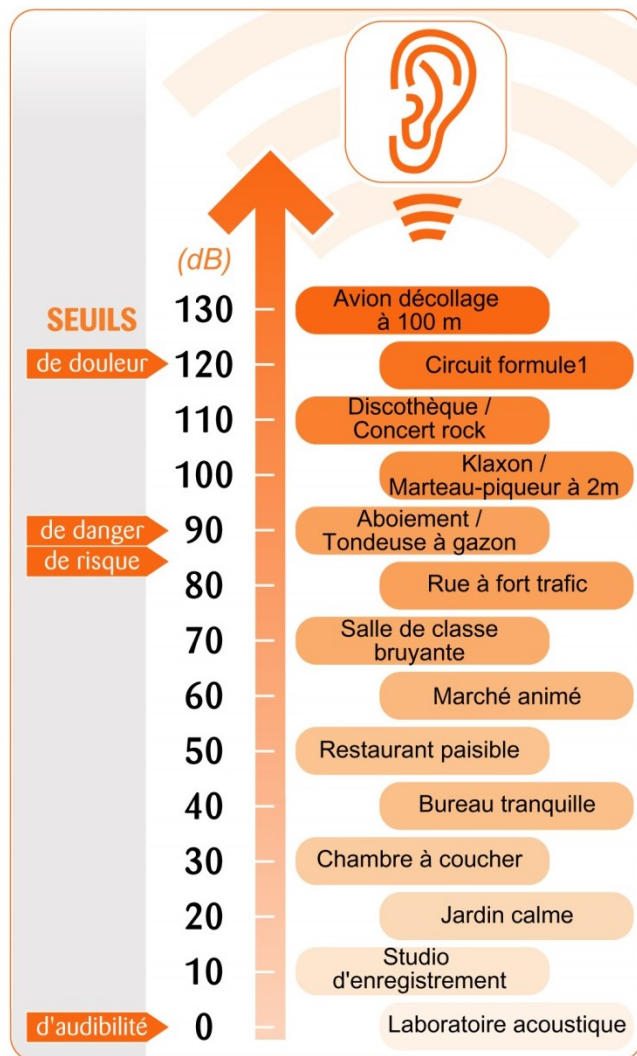 (dB)
SEUILS
130
Avion décollage
à 100 m
de douleur
120
Circuit formule1
110
Discothèque /
Concert rock
100
Klaxon /
Marteau-piqueur à 2m
de danger
90
Aboiement /
Tondeuse à gazon
de risque
80
Rue à fort trafic
70
Salle de classe
bruyante
60
Marché animé
50
Restaurant paisible
40
Bureau tranquille
30
Chambre à coucher
20
Jardin calme
10
Studio
d'enregistrement
d'audibilité
0
Laboratoire acoustique